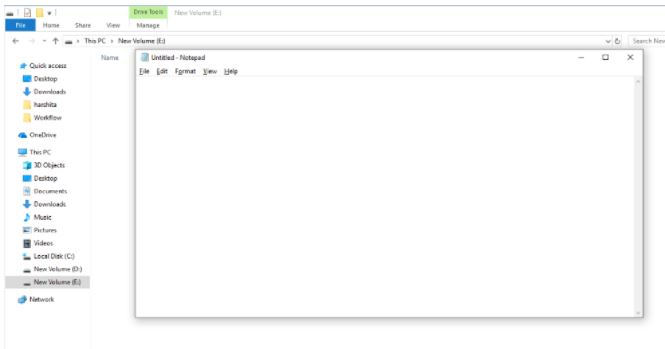 Drive Tools New Volume (E:)
File Home Share View Manage
This PC > New Volume (E:)
Search New
Name
Untitled - Notepad
File Edit Format View Help
Quick access
Desktop
Downloads
harshita
Workflow
OneDrive
This PC
3D Objects
Desktop
Documents
Downloads
Music
Pictures
Videos
Local Disk (C:)
New Volume (D:)
New Volume (E:)
Network